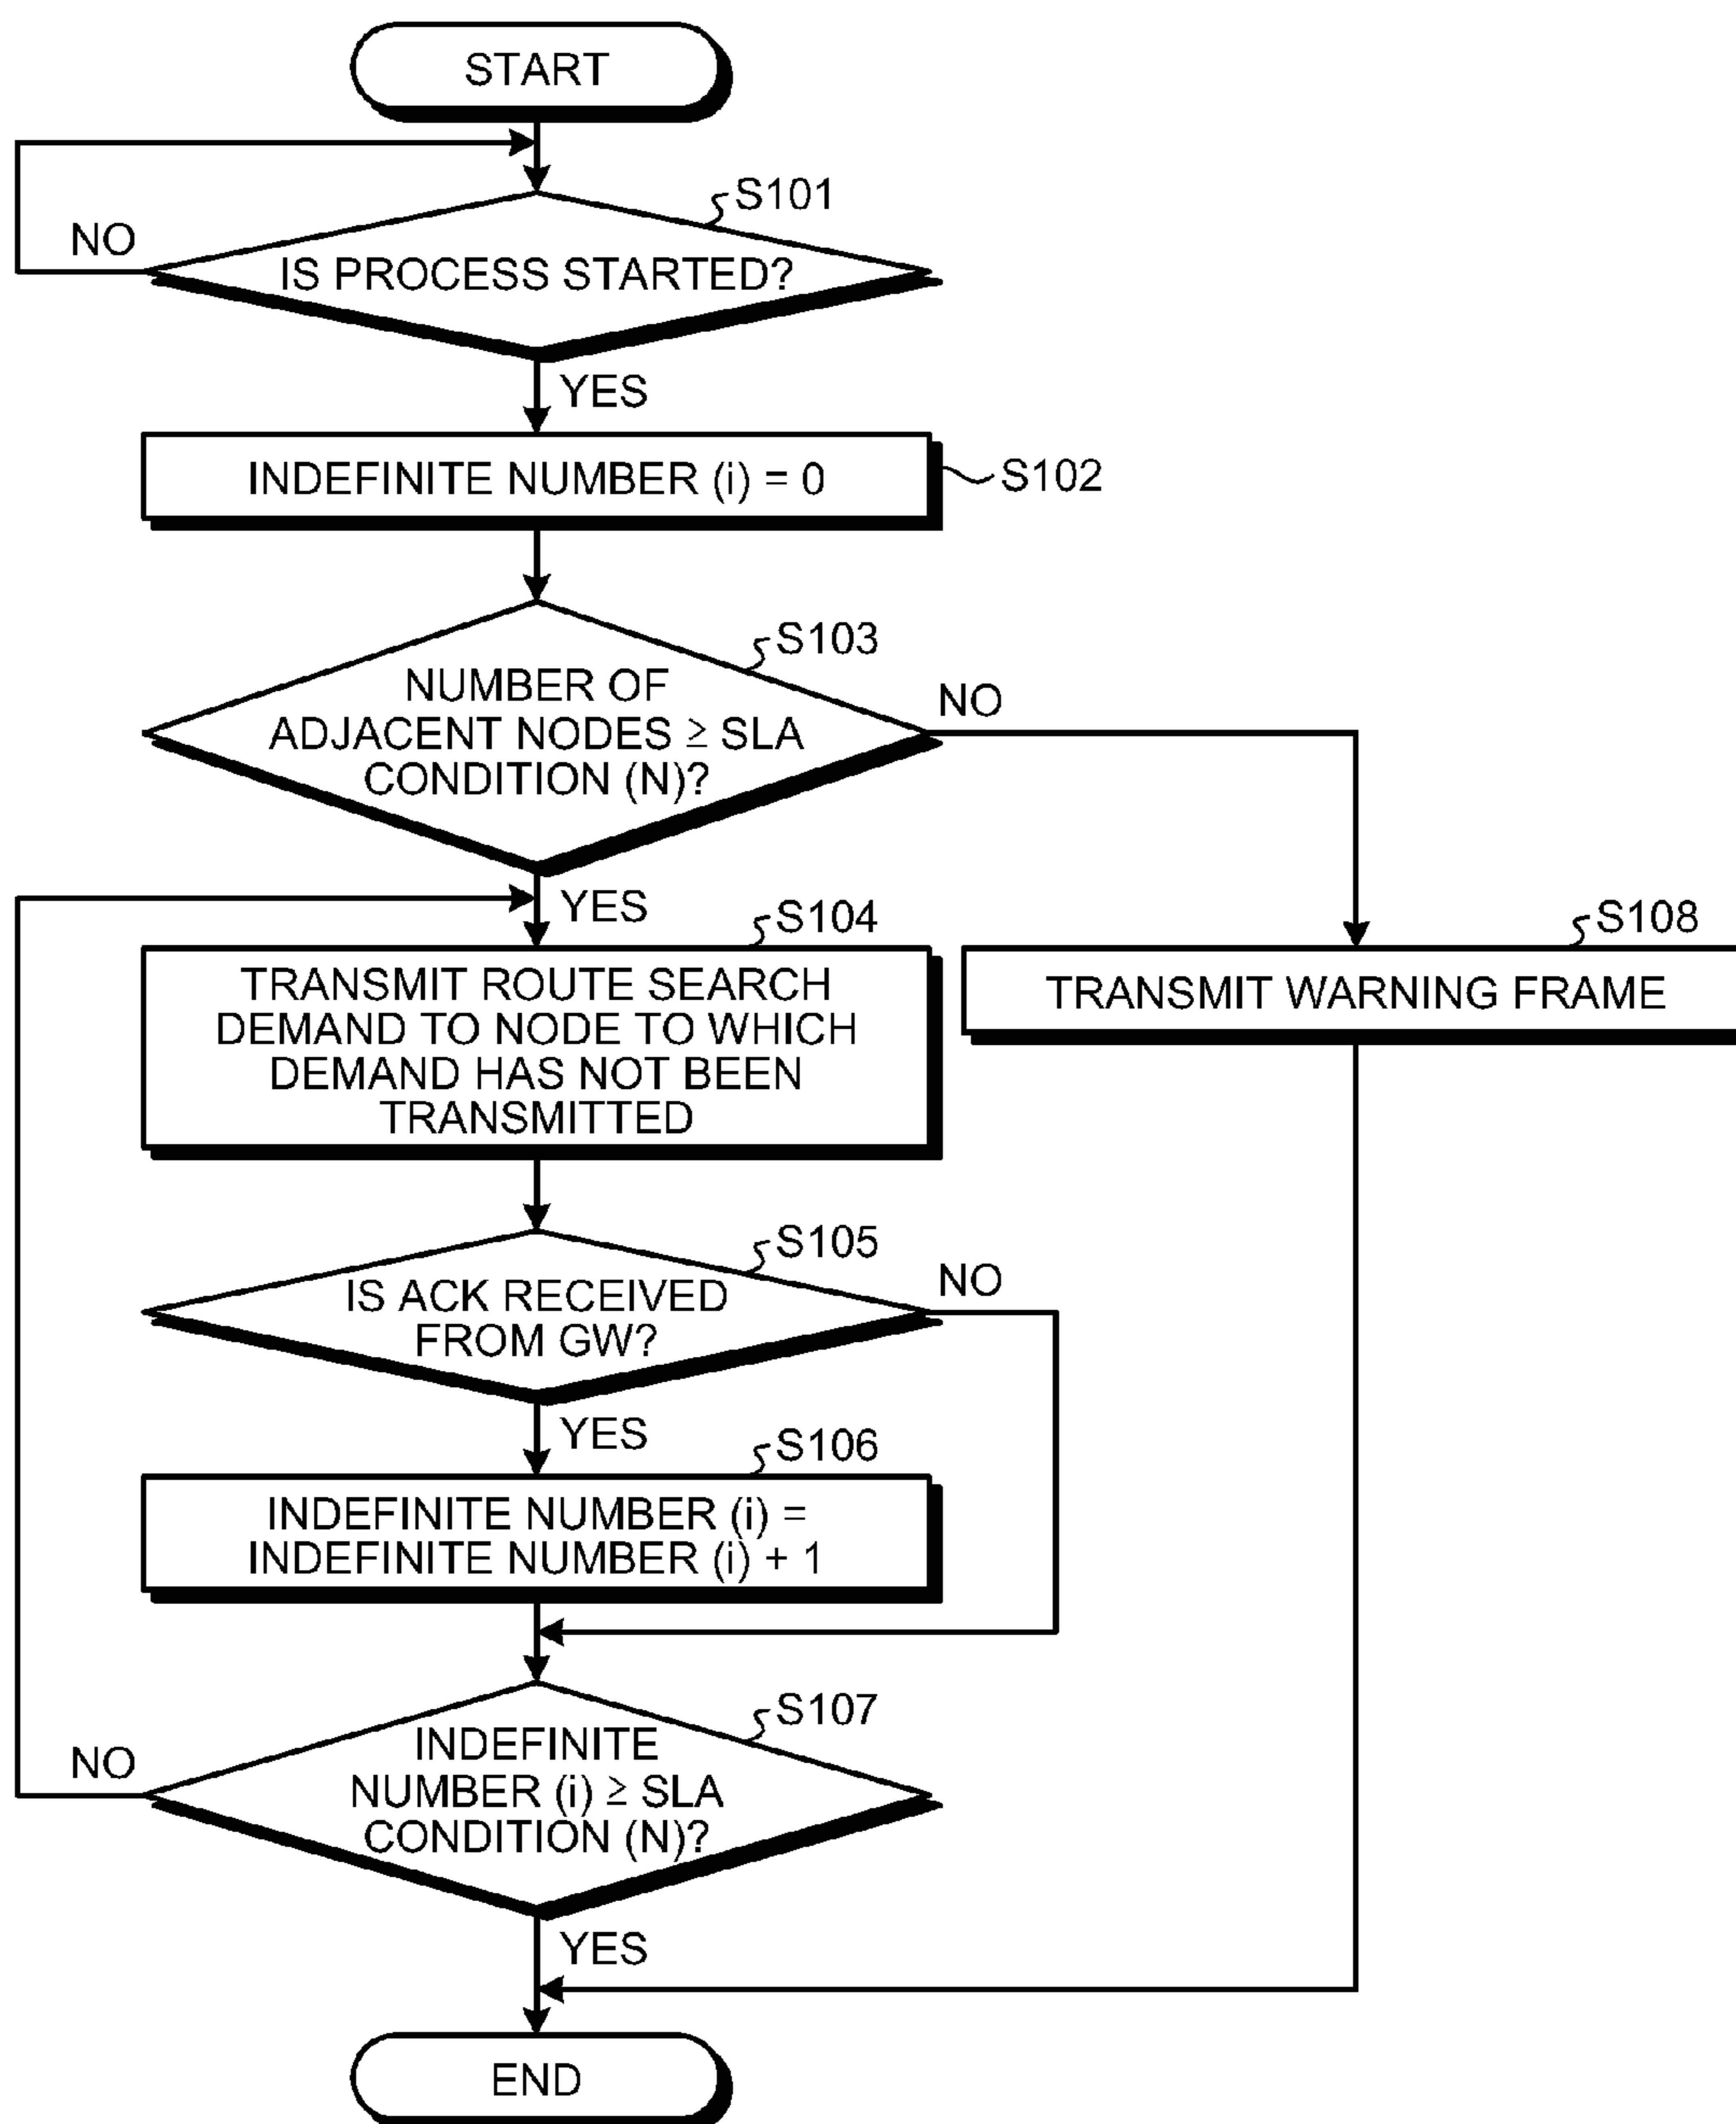 START
S101
NO
IS PROCESS STARTED?
YES
INDEFINITE NUMBER (i) = 0
S102
S103
NUMBER OF
ADJACENT NODES ≥ SLA
CONDITION (N)?
NO
YES
S104
TRANSMIT ROUTE SEARCH
DEMAND TO NODE TO WHICH
DEMAND HAS NOT BEEN
TRANSMITTED
S108
TRANSMIT WARNING FRAME
S105
IS ACK RECEIVED
FROM GW?
NO
YES
S106
INDEFINITE NUMBER (i) =
INDEFINITE NUMBER (i) + 1
S107
NO
INDEFINITE
NUMBER (i) ≥ SLA
CONDITION (N)?
YES
END